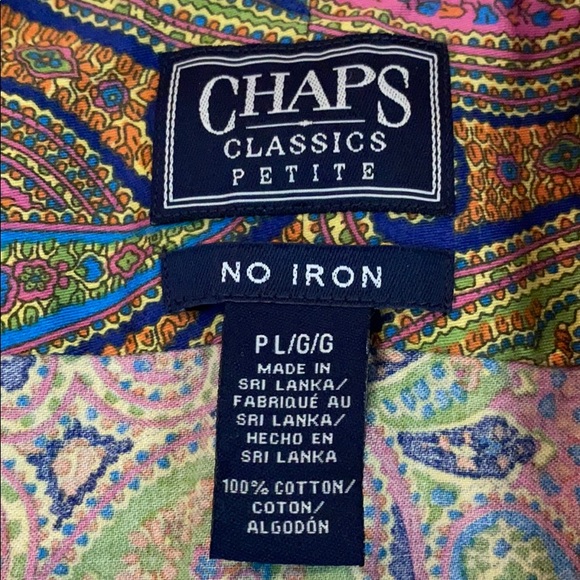 CHAPS
CLASSICS
PETITE
NO IRON
P L/G/G
MADE IN
SRI LANKA/
FABRIQUÉ AU
SRI LANKA/
HECHO EN
SRI LANKA
100% COTTON/
COTON/
ALGODÓN